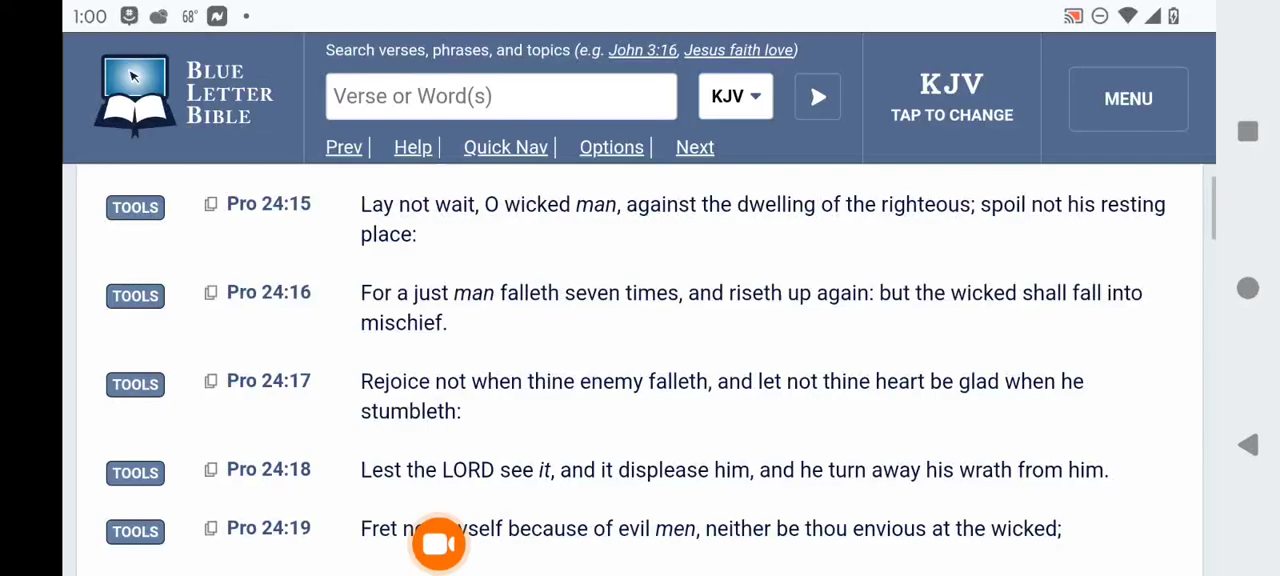 1:00 68°
Search verses, phrases, and topics (e.g. John 3:16, Jesus faith love)
BLUE
LETTER
BIBLE
Verse or Word(s)
KJV
KJV
TAP TO CHANGE
MENU
Prev Help Quick Nav Options Next
TOOLS Pro 24:15 Lay not wait, O wicked man, against the dwelling of the righteous; spoil not his resting
place:
TOOLS Pro 24:16 For a just man falleth seven times, and riseth up again: but the wicked shall fall into
mischief.
TOOLS Pro 24:17 Rejoice not when thine enemy falleth, and let not thine heart be glad when he
stumbleth:
TOOLS Pro 24:18 Lest the LORD see it, and it displease him, and he turn away his wrath from him.
TOOLS Pro 24:19 Fret because of evil men, neither be thou envious at the wicked;